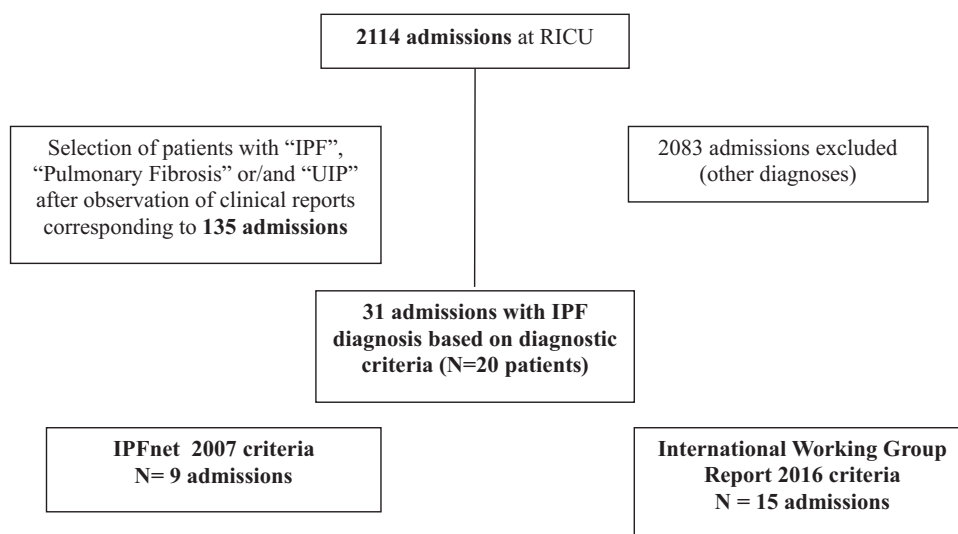 2114 admissions at RICU
Selection of patients with “IPF”,
“Pulmonary Fibrosis” or/and “UIP”
after observation of clinical reports
corresponding to 135 admissions
2083 admissions excluded
(other diagnoses)
31 admissions with IPF
diagnosis based on diagnostic
criteria (N=20 patients)
IPFnet  2007 criteria
N= 9 admissions
International Working Group
Report 2016 criteria
N = 15 admissions